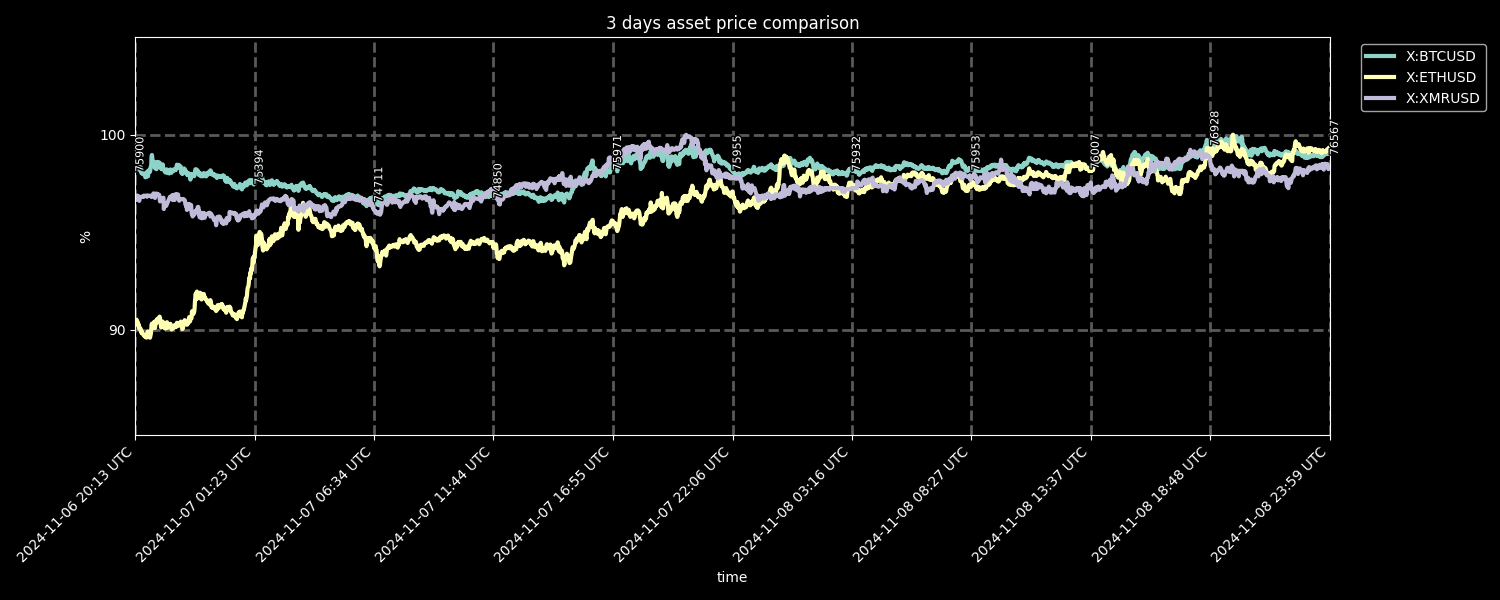 3 days asset price comparison
X:BTCUSD
X:ETHUSD
X:XMRUSD
100
90
%
75900
75394
74711
74850
75971
75955
75932
75953
76007
76928
76567
2024-11-06 20:13 UTC
2024-11-07 01:23 UTC
2024-11-07 06:34 UTC
2024-11-07 11:44 UTC
2024-11-07 16:55 UTC
2024-11-07 22:06 UTC
2024-11-08 03:16 UTC
2024-11-08 08:27 UTC
2024-11-08 13:37 UTC
2024-11-08 18:48 UTC
2024-11-08 23:59 UTC
time